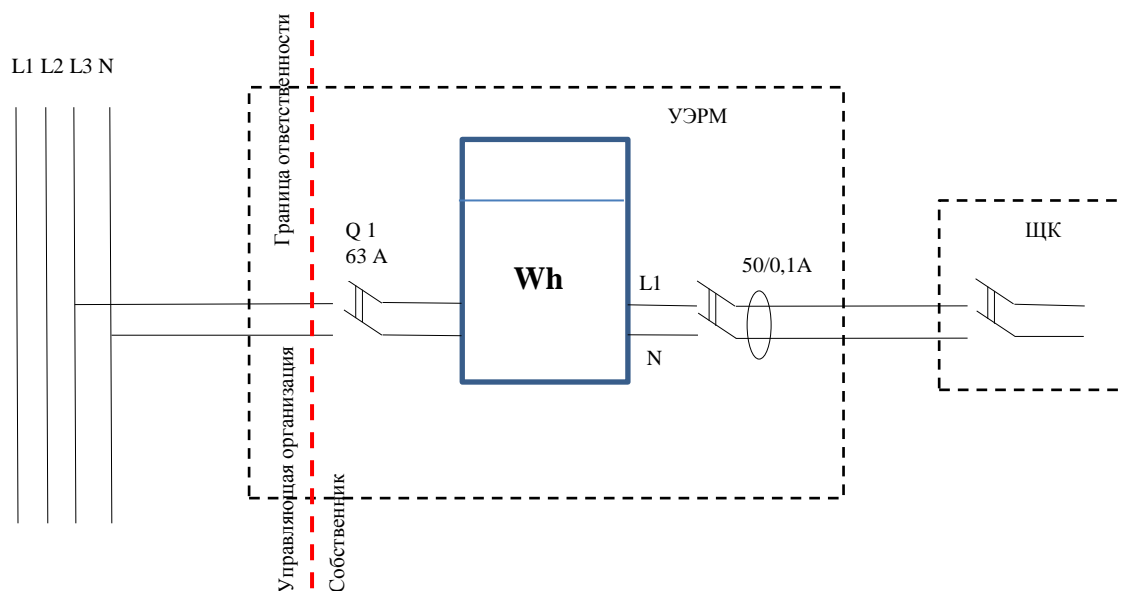 L1 L2 L3 N
Граница ответственности
УЭРМ
Q 1
63 А
Wh
L1
N
50/0,1А
ЩК
Управляющая организация
Собственник